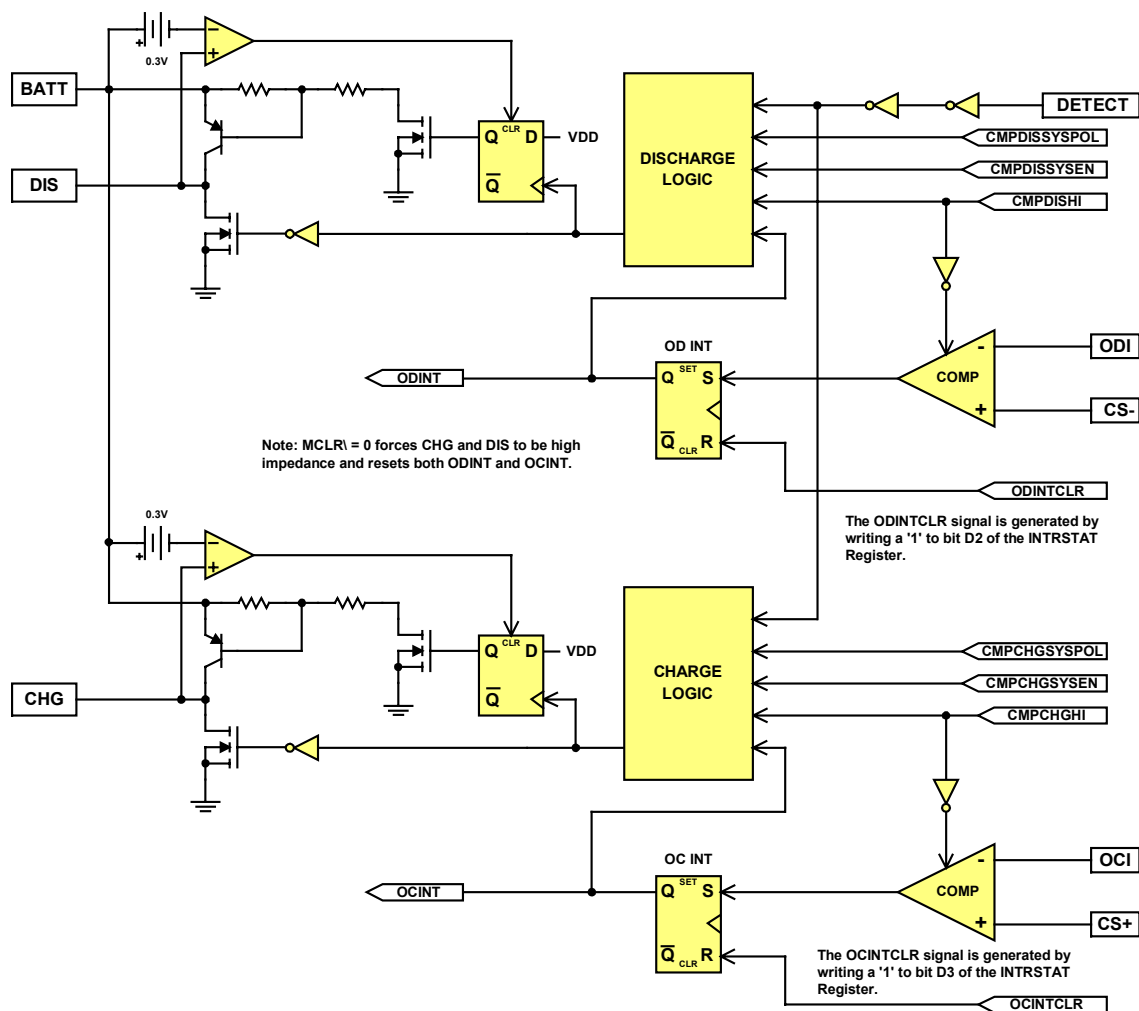 0.3V
BATT
DIS
Q CLR D
Q
VDD
DISCHARGE
LOGIC
DETECT
CMPDISSYSPOL
CMPDISSYSEN
CMPDISHI
OD INT
ODINT
Q SET S
Q CLR R
COMP
-
+
ODI
CS-
ODINTCLR
Note: MCLR\ = 0 forces CHG and DIS to be high
impedance and resets both ODINT and OCINT.
The ODINTCLR signal is generated by
writing a '1' to bit D2 of the INTRSTAT
Register.
0.3V
CHG
Q CLR D
Q
VDD
CHARGE
LOGIC
CMPCHGSYSPOL
CMPCHGSYSEN
CMPCHGHI
OC INT
OCINT
Q SET S
Q CLR R
COMP
-
+
OCI
CS+
The OCINTCLR signal is generated by
writing a '1' to bit D3 of the INTRSTAT
Register.
OCINTCLR